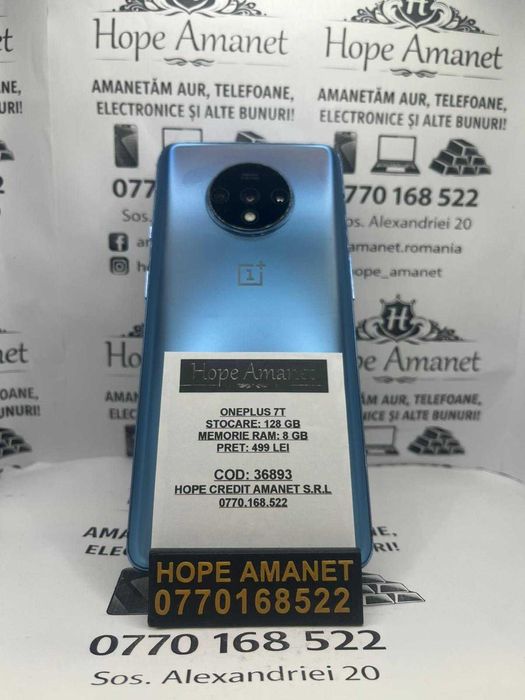 Hope Amanet
Hope Amanet
AMANETĂM AUR, TELEFOANE,
ELECTRONICE ȘI ALTE BUNURI!
AMANETĂM AUR, TELEFOANE,
ELECTRONICE ȘI ALTE BUNURI!
077
770 168 522
Sos.
Alexandriei 20
amanet.romania
hope_amanet
1+
Hope Amanet
ONEPLUS 7T
STOCARE: 128 GB
MEMORIE RAM: 8 GB
PRET: 499 LEI
COD: 36893
HOPE CREDIT AMANET S.R.L
0770.168.522
HOPE AMANET
0770168522
0770 168 522
Sos. Alexandriei 20